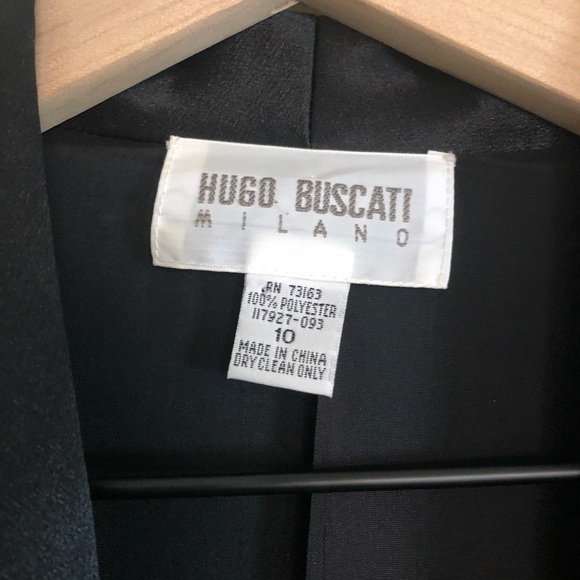 HUGO BUSCATI
MILANO
RN 73163
100% POLYESTER
117927-093
10
MADE IN CHINA
DRY CLEAN ONLY